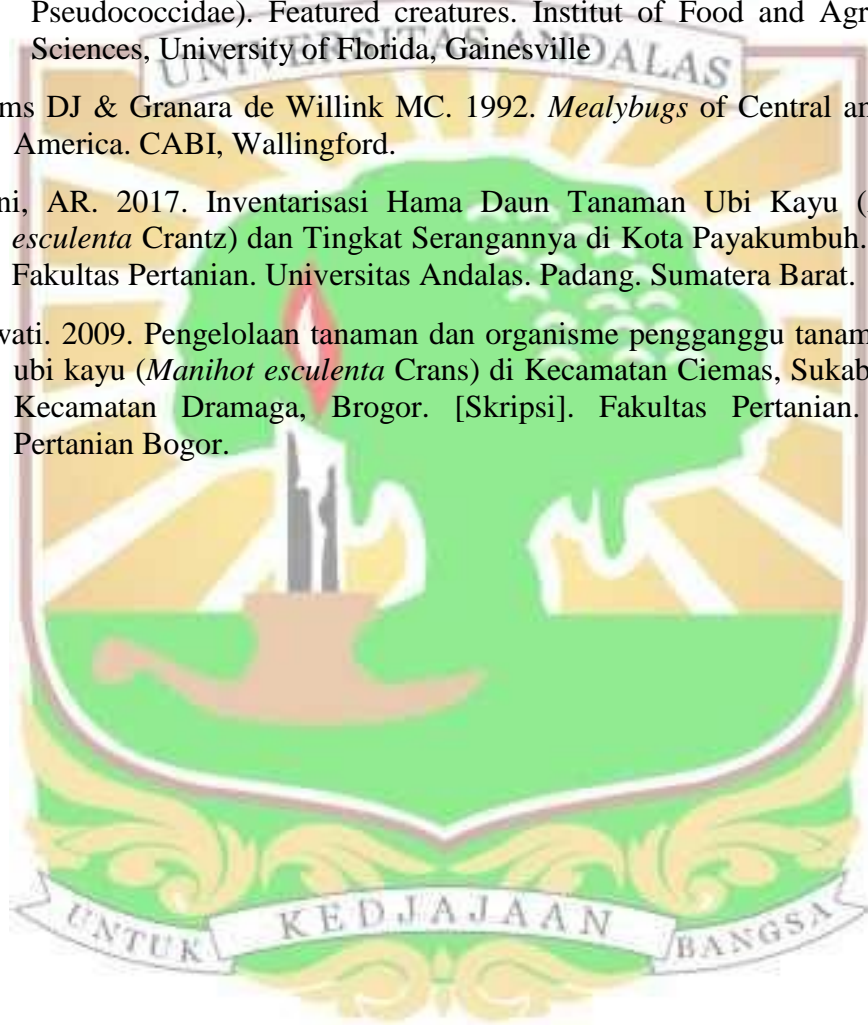 Pseudococcidae). Featured creatures. Institut of Food and Agr
Sciences, University of Florida, Gainesville
UNIVERSITAS ANDALAS
ms DJ & Granara de Willink MC. 1992. Mealybugs of Central an
America. CABI, Wallingford.
ni, AR. 2017. Inventarisasi Hama Daun Tanaman Ubi Kayu (
esculenta Crantz) dan Tingkat Serangannya di Kota Payakumbuh.
Fakultas Pertanian. Universitas Andalas. Padang. Sumatera Barat.
vati. 2009. Pengelolaan tanaman dan organisme pengganggu tanam
ubi kayu (Manihot esculenta Crans) di Kecamatan Ciemas, Sukab
Kecamatan Dramaga, Brogor. [Skripsi]. Fakultas Pertanian.
Pertanian Bogor.
UNTUK KEDJAJAAN BANGSA